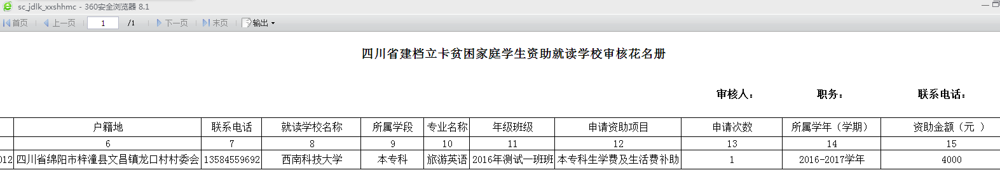 sc_jdlk_xxshhmc - 360安全浏览器 8.1
首页 上一页 1 /1 下一页 末页 输出
四川省建档立卡贫困家庭学生资助就读学校审核花名册
审核人： 职务： 联系电话：
户籍地 联系电话 就读学校名称 所属学段 专业名称 年级班级 申请资助项目 申请次数 所属学年（学期） 资助金额（元 ）
6 7 8 9 10 11 12 13 14 15
012 四川省绵阳市梓潼县文昌镇龙口村村委会 13584559692 西南科技大学 本专科 旅游英语 2016年测试一班班 本专科生学费及生活费补助 1 2016-2017学年 4000